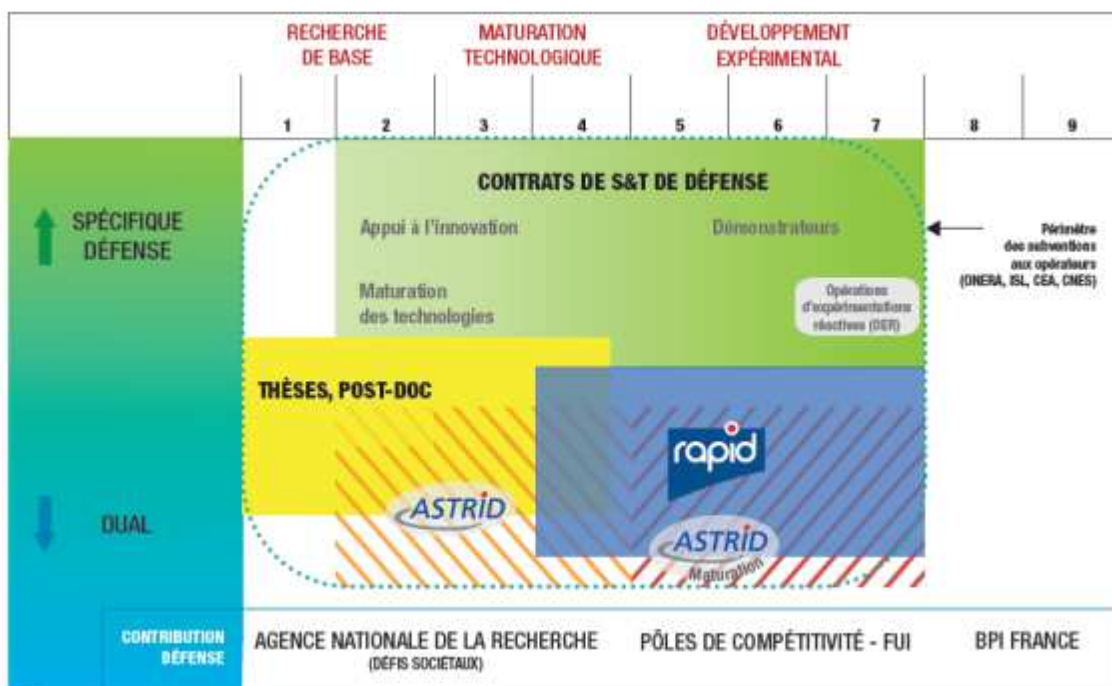 RECHERCHE
DE BASE
MATURATION
TECHNOLOGIQUE
DÉVELOPPEMENT
EXPÉRIMENTAL
1 2 3 4 5 6 7 8 9
CONTRATS DE S&T DE DÉFENSE
SPÉCIFIQUE
DÉFENSE
Appui à l'innovation
Démonstrateurs
Périmètre
des subventions
aux opérateurs
(ONERA, ISL, CEA, CNES)
Maturation
des technologies
Opérations
d'expérimentations
réactives (OER)
THÈSES, POST-DOC
rapid
ASTRID
DUAL
ASTRID
Maturation
CONTRIBUTION
DÉFENSE
AGENCE NATIONALE DE LA RECHERCHE
(DÉFIS SOCIÉTAUX)
PÔLES DE COMPÉTITIVITÉ - FUI
BPI FRANCE